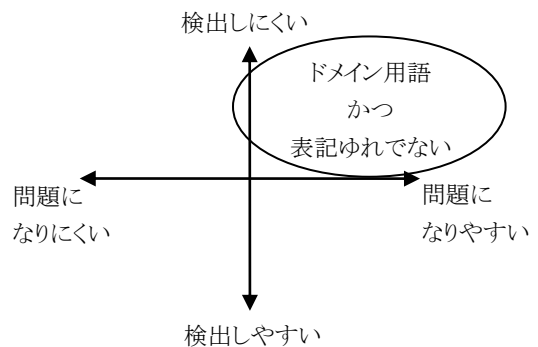 検出しにくい
ドメイン用語
かつ
表記ゆれでない
問題に
なりにくい
問題に
なりやすい
検出しやすい